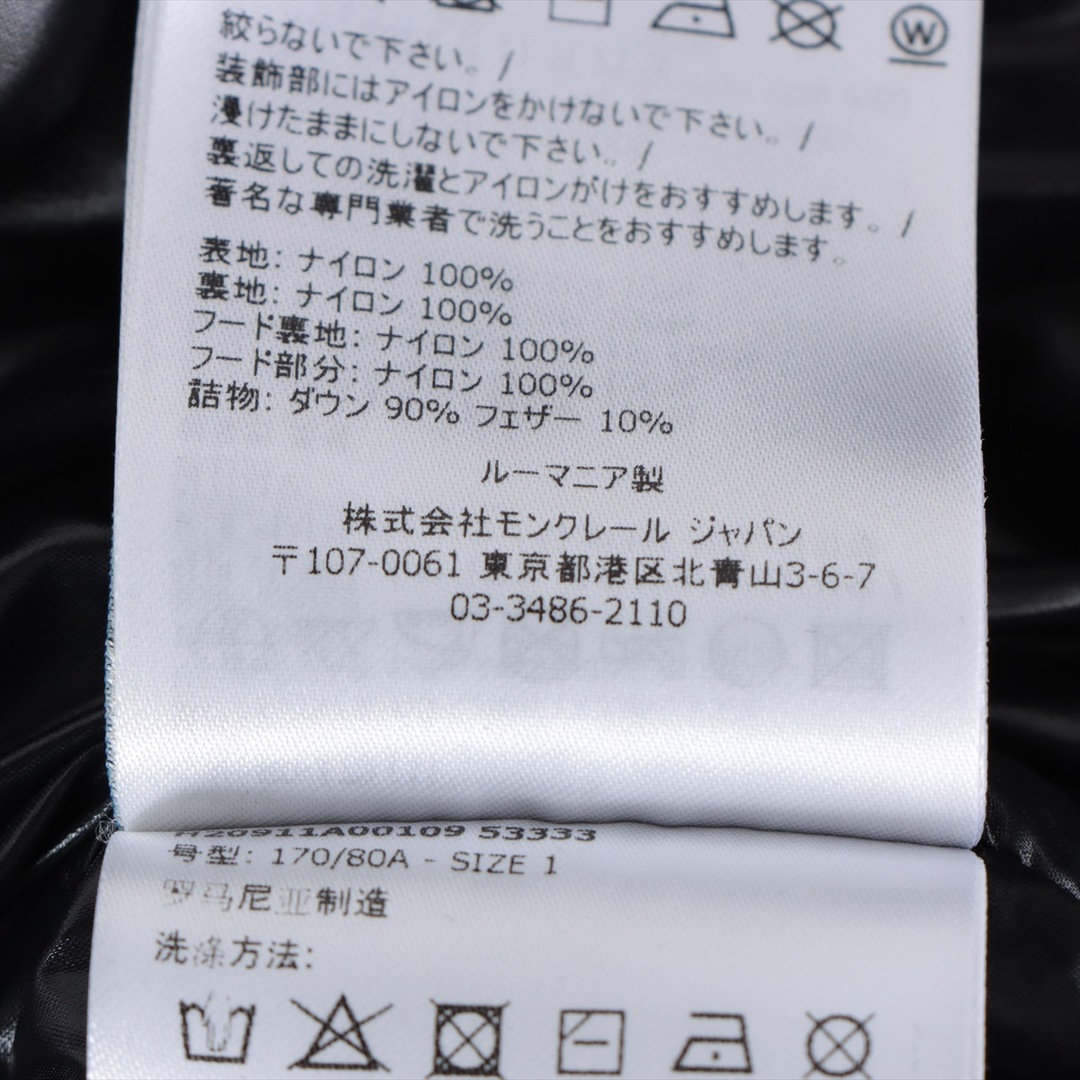 絞らないで下さい。/
装飾部にはアイロンをかけないで下さい。/
浸けたままにしないで下さい。/
裏返しての洗濯とアイロンがけをおすすめします。/
著名な専門業者で洗うことをおすすめします。
表地: ナイロン 100%
裏地: ナイロン 100%
フード裏地: ナイロン 100%
フード部分: ナイロン 100%
詰物: ダウン 90% フェザー 10%
ルーマニア製
株式会社モンクレール ジャパン
〒107-0061 東京都港区北青山3-6-7
03-3486-2110
H20911A00109 53333
号型: 170/80A - SIZE 1
罗马尼亚制造
洗涤方法: